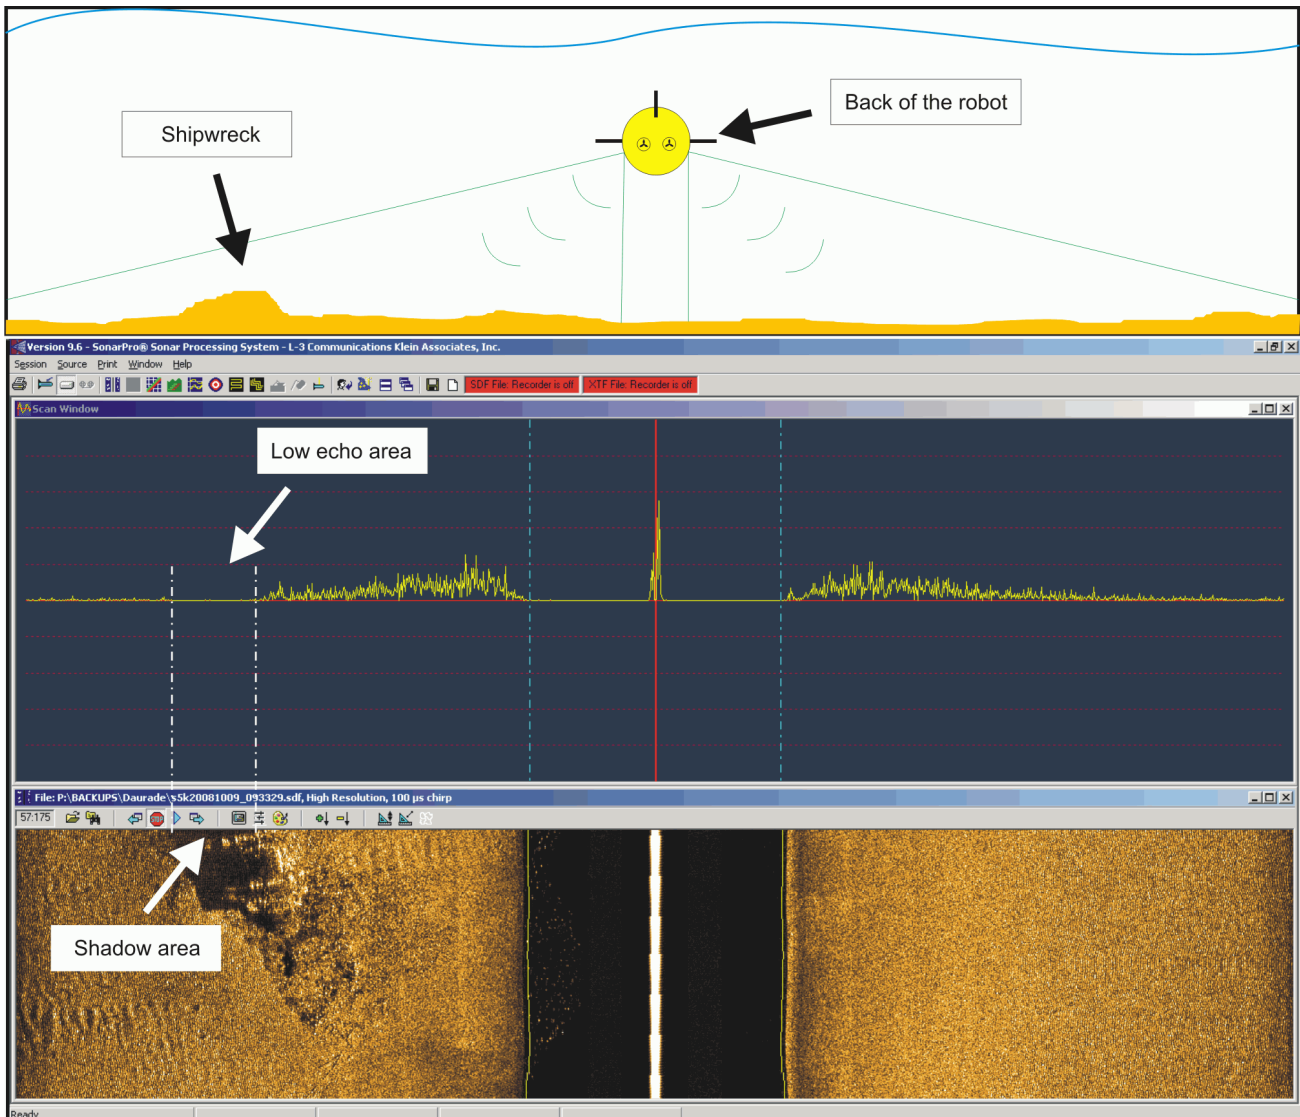 Back of the robot
Shipwreck
Version 9.6 - SonarPro® Sonar Processing System - L-3 Communications Klein Associates, Inc.
Session Source Print Window Help
SDF File: Recorder is off XTF File: Recorder is off
Scan Window
Low echo area
File: P:\BACKUPS\Daurade\s5k20081009_093329.sdf, High Resolution, 100 µs chirp
57:175
Shadow area
Ready